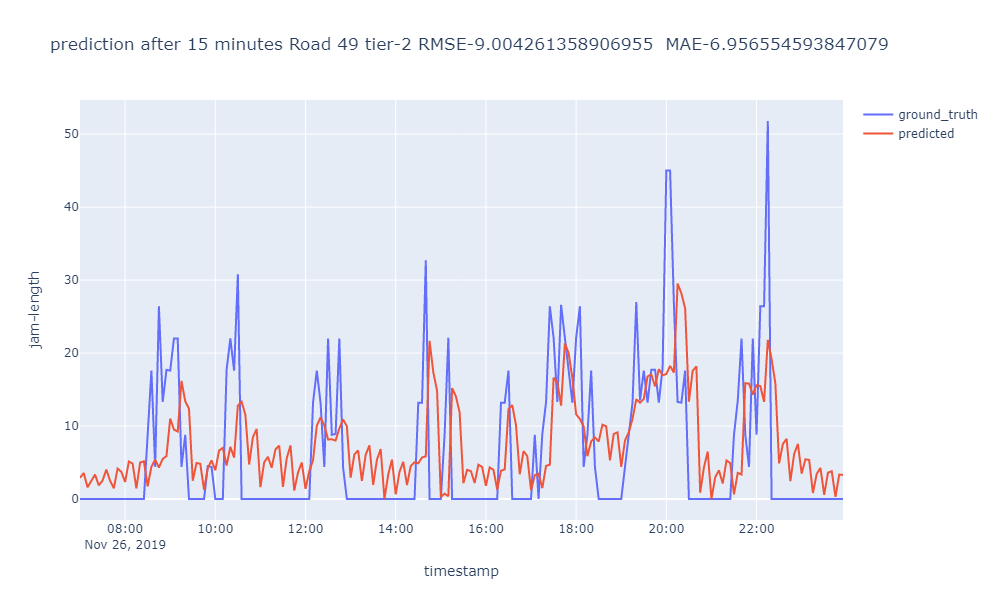 prediction after 15 minutes Road 49 tier-2 RMSE-9.004261358906955  MAE-6.956554593847079
ground_truth
predicted
50
40
30
20
10
0
jam-length
08:00 10:00 12:00 14:00 16:00 18:00 20:00 22:00
Nov 26, 2019
timestamp